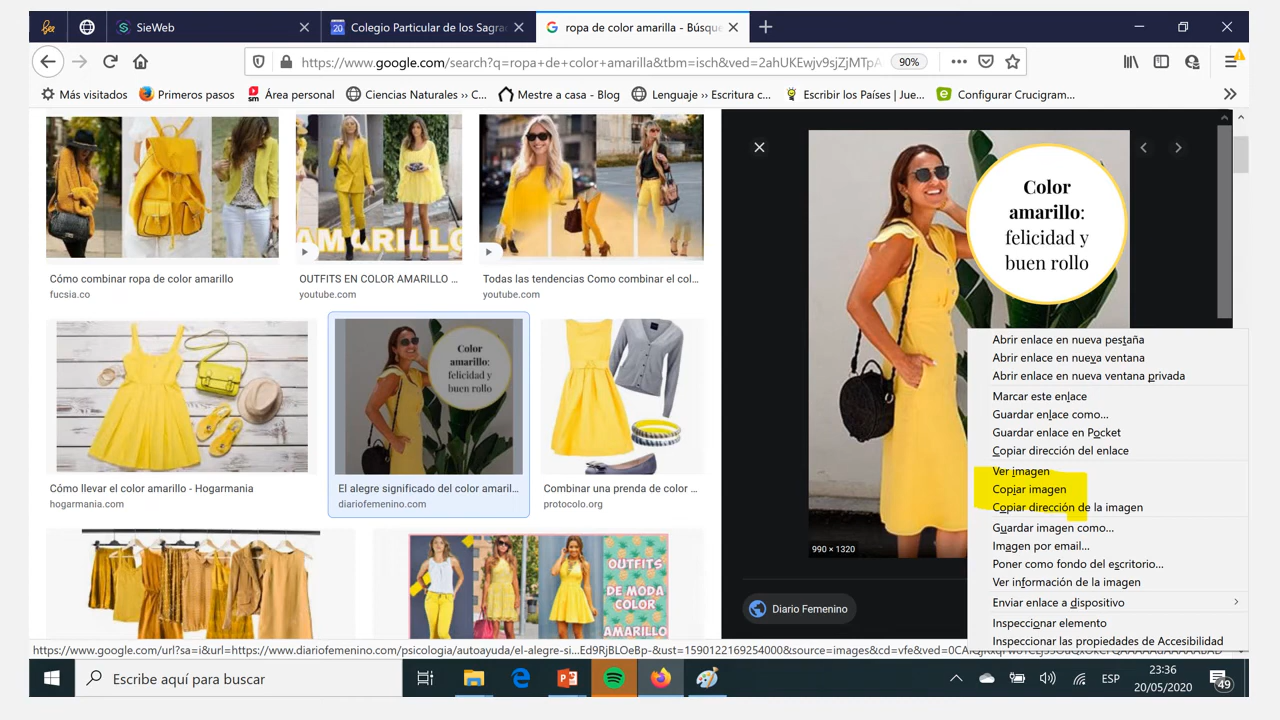 SieWeb
Colegio Particular de los Sagra
ropa de color amarilla - Búsque
https://www.google.com/search?q=ropa+de+color+amarilla&tbm=isch&ved=2ahUKEwjv9sjZjMTpA
90%
Más visitados
Primeros pasos
Área personal
Ciencias Naturales ›› C...
Mestre a casa - Blog
Lenguaje ›› Escritura c...
Escribir los Países | Jue...
Configurar Crucigram...
AMARILLO
Cómo combinar ropa de color amarillo
fucsia.co
OUTFITS EN COLOR AMARILLO ...
youtube.com
Todas las tendencias Como combinar el col...
youtube.com
Color
amarillo:
felicidad y
buen rollo
Cómo llevar el color amarillo - Hogarmania
hogarmania.com
El alegre significado del color amaril...
diariofemenino.com
Combinar una prenda de color ...
protocolo.org
OUTFITS
DE MODA
COLOR
AMARILLO
Color
amarillo:
felicidad y
buen rollo
990 × 1320
Diario Femenino
Abrir enlace en nueva pestaña
Abrir enlace en nueva ventana
Abrir enlace en nueva ventana privada
Marcar este enlace
Guardar enlace como...
Guardar enlace en Pocket
Copiar dirección del enlace
Ver imagen
Copiar imagen
Copiar dirección de la imagen
Guardar imagen como...
Imagen por email...
Poner como fondo del escritorio...
Ver información de la imagen
Enviar enlace a dispositivo
Inspeccionar elemento
Inspeccionar las propiedades de Accesibilidad
Escribe aquí para buscar
ESP
23:36
20/05/2020
49